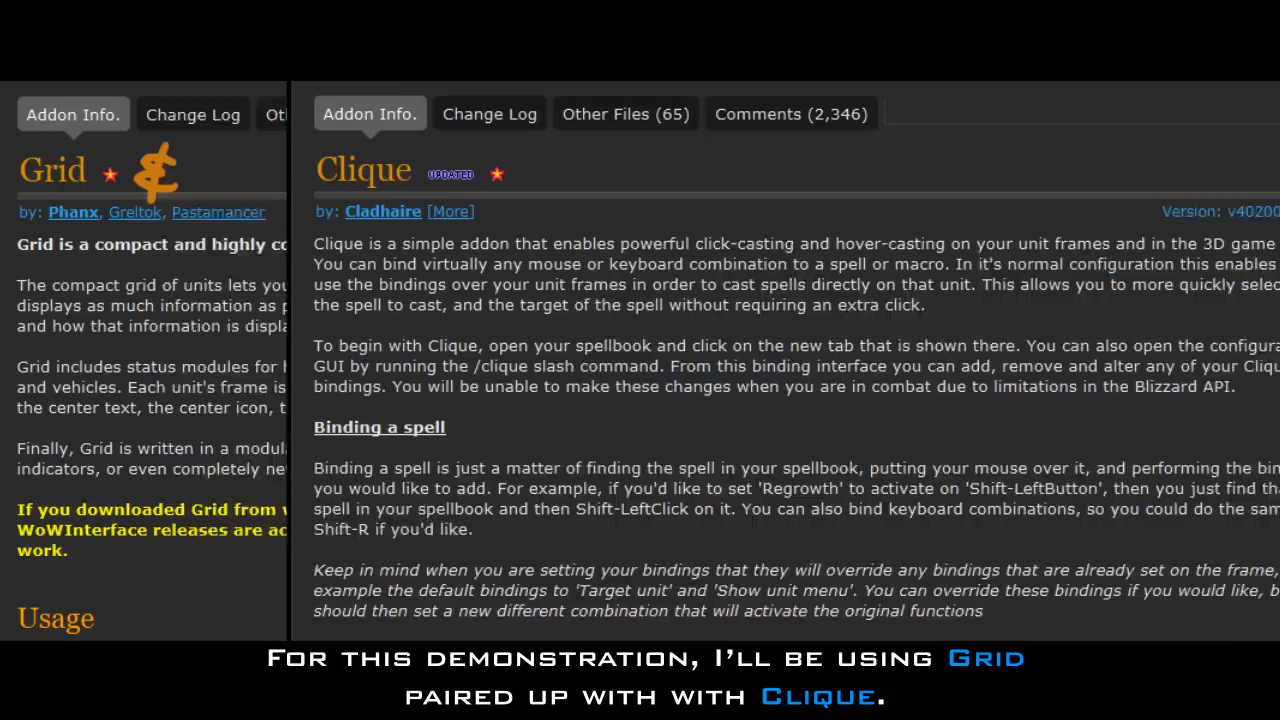 Addon Info. Change Log Ot
Grid &
by: Phanx, Greltok, Pastamancer
Grid is a compact and highly co
The compact grid of units lets you
displays as much information as p
and how that information is displa
Grid includes status modules for h
and vehicles. Each unit's frame is
the center text, the center icon, t
Finally, Grid is written in a modula
indicators, or even completely ne
If you downloaded Grid from w
WoWInterface releases are ac
work.
Usage
Addon Info. Change Log Other Files (65) Comments (2,346)
Clique UPDATED
by: Cladhaire [More] Version: v40200
Clique is a simple addon that enables powerful click-casting and hover-casting on your unit frames and in the 3D game
You can bind virtually any mouse or keyboard combination to a spell or macro. In it's normal configuration this enables
use the bindings over your unit frames in order to cast spells directly on that unit. This allows you to more quickly selec
the spell to cast, and the target of the spell without requiring an extra click.
To begin with Clique, open your spellbook and click on the new tab that is shown there. You can also open the configura
GUI by running the /clique slash command. From this binding interface you can add, remove and alter any of your Cliqu
bindings. You will be unable to make these changes when you are in combat due to limitations in the Blizzard API.
Binding a spell
Binding a spell is just a matter of finding the spell in your spellbook, putting your mouse over it, and performing the bin
you would like to add. For example, if you'd like to set 'Regrowth' to activate on 'Shift-LeftButton', then you just find th
spell in your spellbook and then Shift-LeftClick on it. You can also bind keyboard combinations, so you could do the sam
Shift-R if you'd like.
Keep in mind when you are setting your bindings that they will override any bindings that are already set on the frame,
example the default bindings to 'Target unit' and 'Show unit menu'. You can override these bindings if you would like, b
should then set a new different combination that will activate the original functions
For this demonstration, I'll be using Grid
paired up with with Clique.